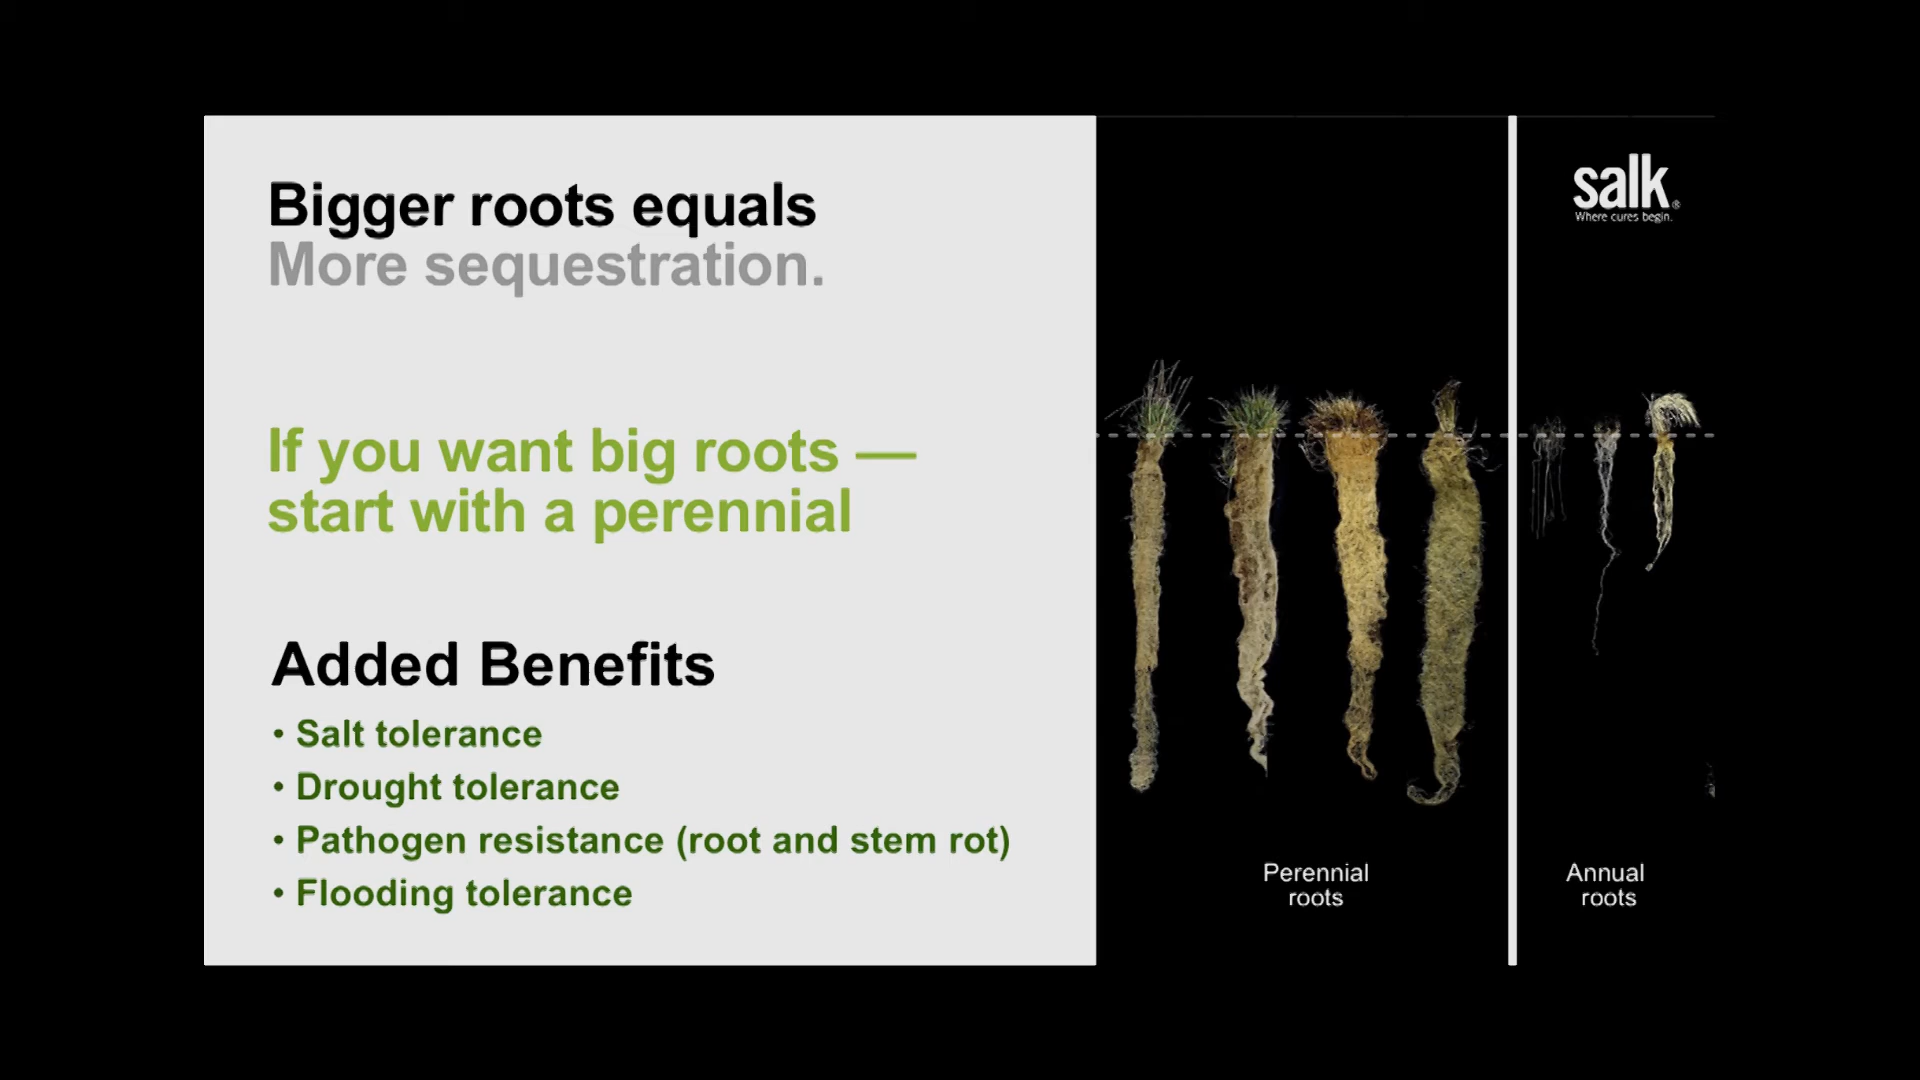 Bigger roots equals
More sequestration.
If you want big roots —
start with a perennial
Added Benefits
• Salt tolerance
• Drought tolerance
• Pathogen resistance (root and stem rot)
• Flooding tolerance
salk®
Where cures begin.
Perennial
roots
Annual
roots